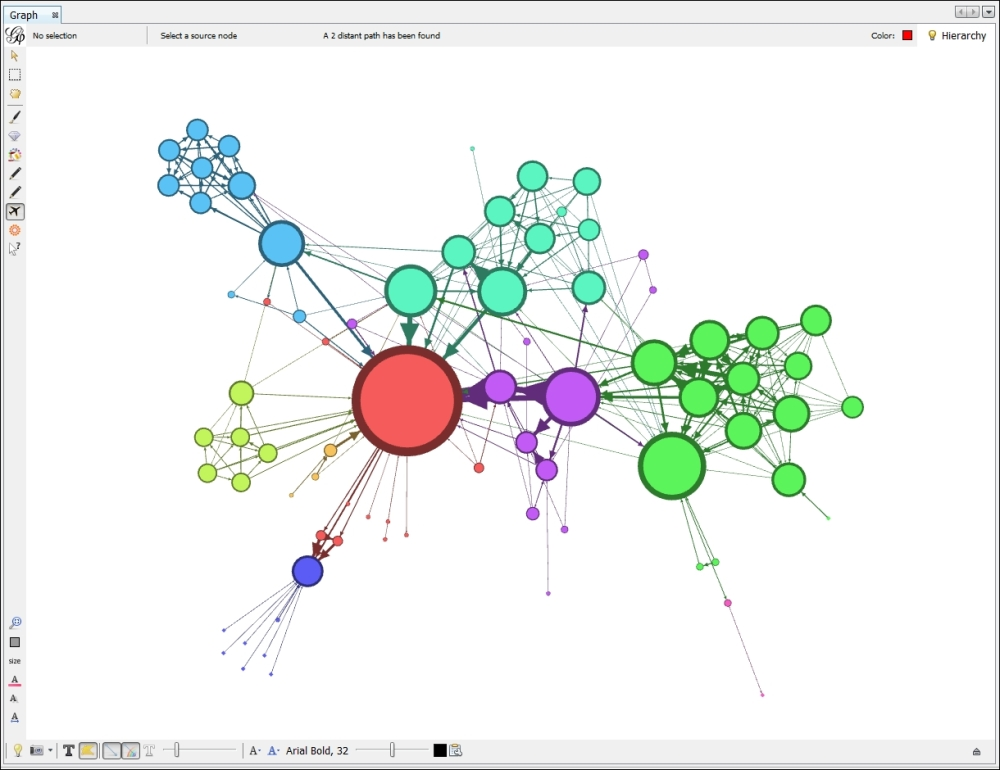 Graph
No selection
Select a source node
A 2 distant path has been found
Color:
Hierarchy
size
A
A
A
T
T
A-
A-
Arial Bold, 32